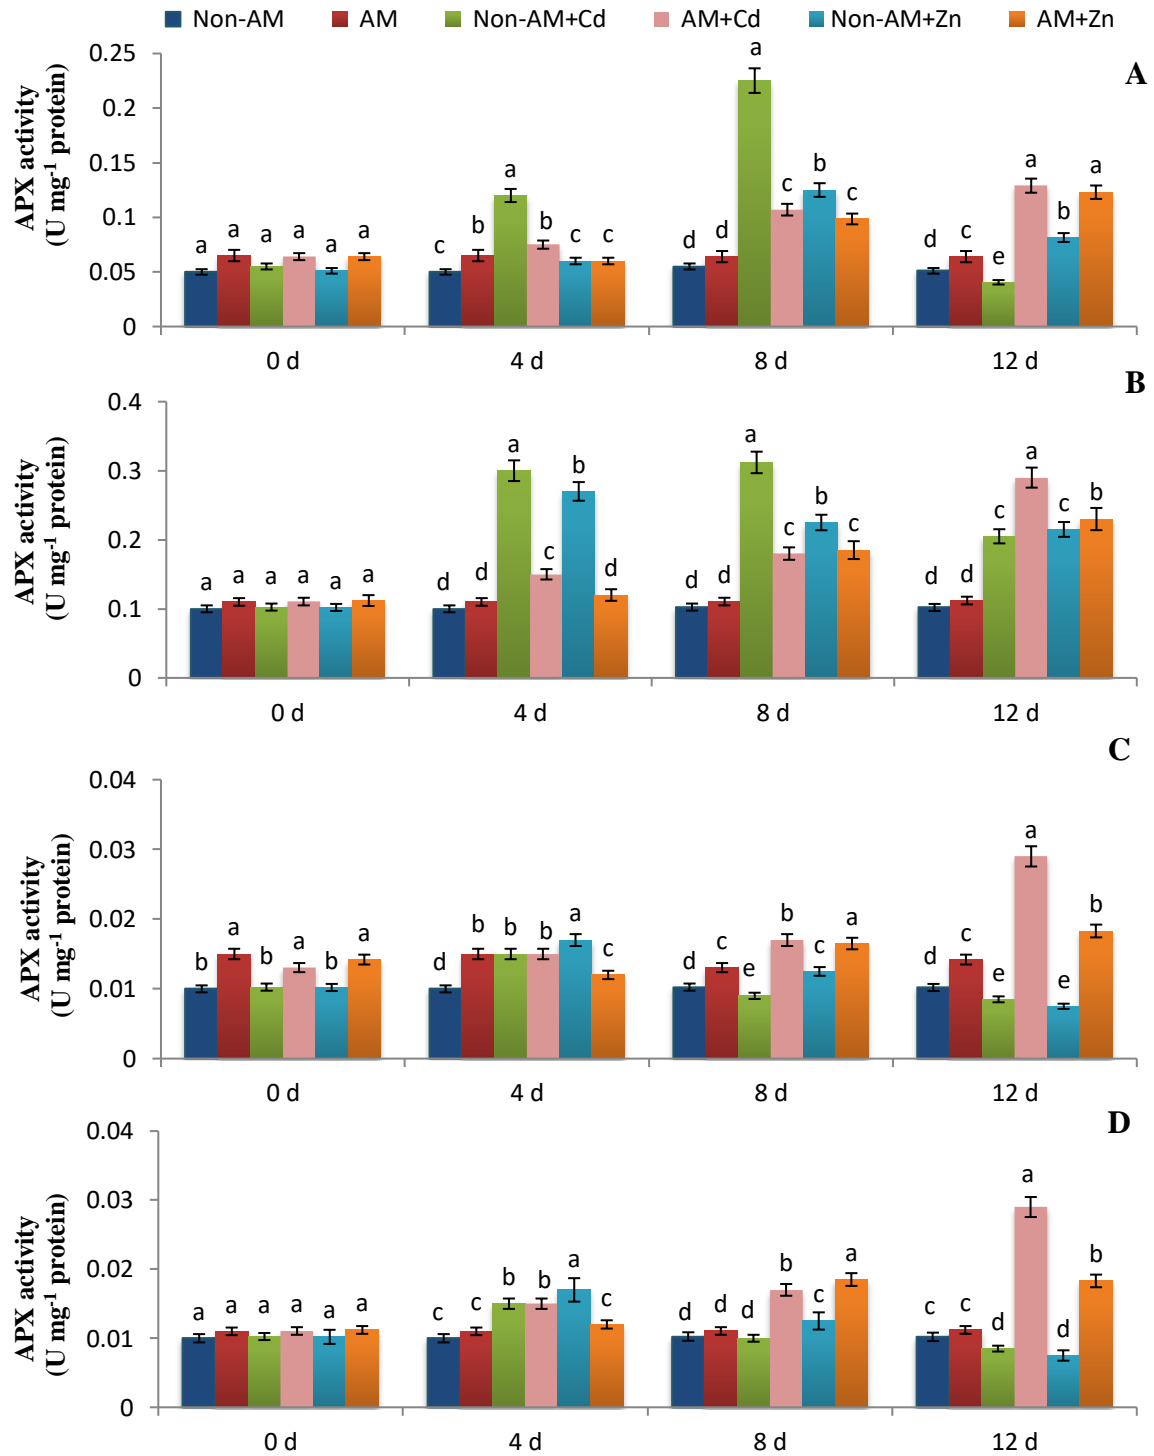 Non-AM AM Non-AM+Cd AM+Cd Non-AM+Zn AM+Zn
A
APX activity
(U mg-1 protein)
0.25
0.2
0.15
0.1
0.05
0
a a a a a a
c b a b c c
d d a c b c
d c e a b a
0 d 4 d 8 d 12 d
B
APX activity
(U mg-1 protein)
0.4
0.3
0.2
0.1
0
a a a a a a
d d a c b d
d d a c b c
d d c a c b
0 d 4 d 8 d 12 d
C
APX activity
(U mg-1 protein)
0.04
0.03
0.02
0.01
0
b a b a b a
d b b b a c
d c e b c a
d c e a e b
0 d 4 d 8 d 12 d
D
APX activity
(U mg-1 protein)
0.04
0.03
0.02
0.01
0
a a a a a a
c c b b a c
d d d b c a
c c d a d b
0 d 4 d 8 d 12 d